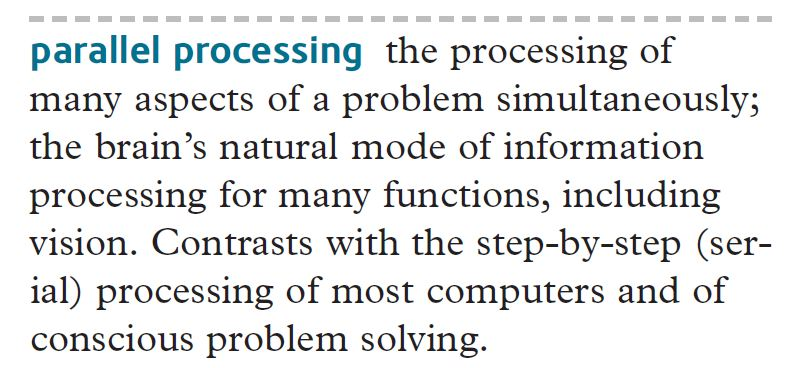 parallel processing the processing of
many aspects of a problem simultaneously;
the brain’s natural mode of information
processing for many functions, including
vision. Contrasts with the step-by-step (ser-
ial) processing of most computers and of
conscious problem solving.